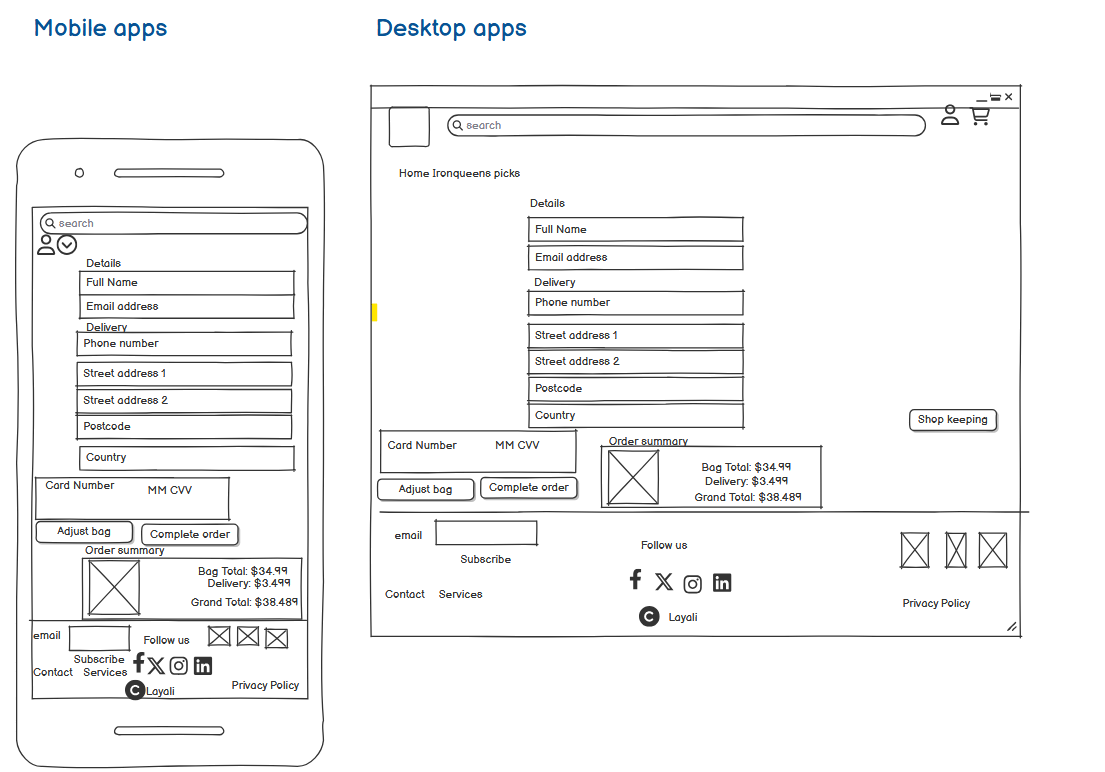 Mobile apps
search
Details
Full Name
Email address
Delivery
Phone number
Street address 1
Street address 2
Postcode
Country
Card Number MM CVV
Adjust bag Complete order
Order summary
Bag Total: $34.99
Delivery: $3.499
Grand Total: $38.489
email Follow us
Subscribe
Contact Services
C Layali Privacy Policy
Desktop apps
search
Home Ironqueens picks
Details
Full Name
Email address
Delivery
Phone number
Street address 1
Street address 2
Postcode
Country
Shop keeping
Card Number MM CVV
Adjust bag Complete order
Order summary
Bag Total: $34.99
Delivery: $3.499
Grand Total: $38.489
email Follow us
Subscribe
Contact Services
Privacy Policy
C Layali